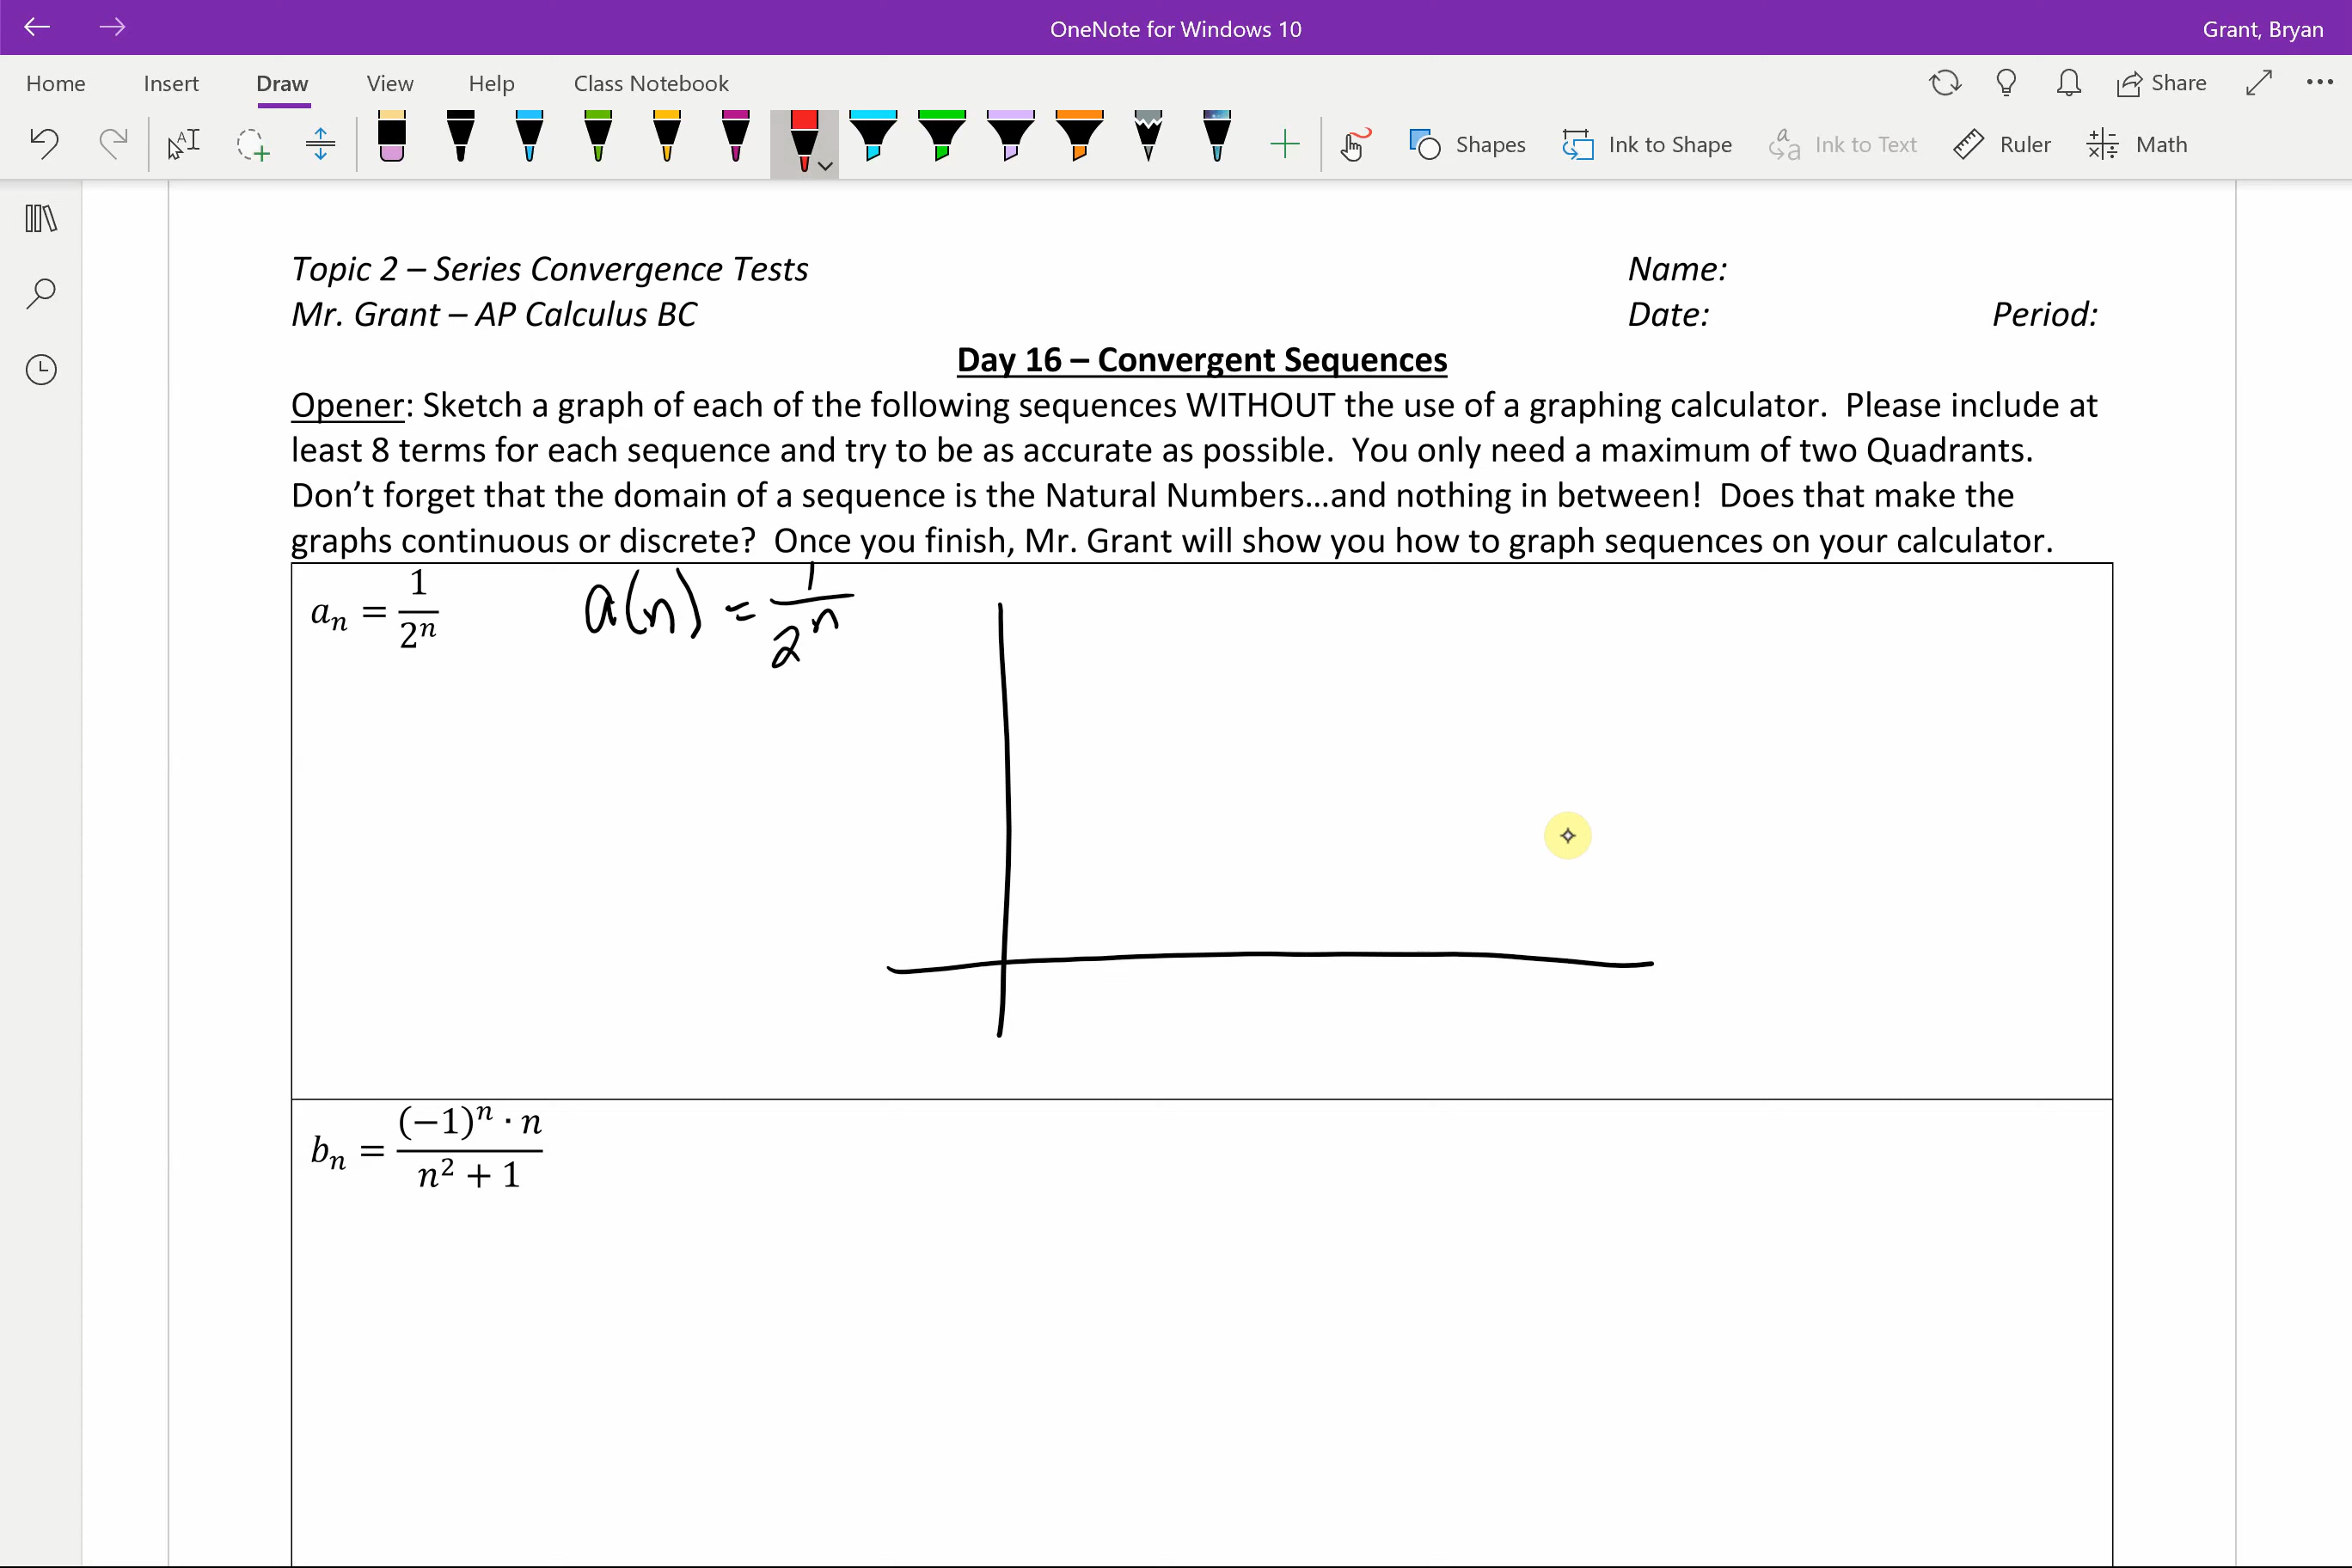 OneNote for Windows 10
Grant, Bryan
Home Insert Draw View Help Class Notebook Share
Shapes Ink to Shape Ink to Text Ruler Math
Topic 2 – Series Convergence Tests Name:
Mr. Grant – AP Calculus BC Date: Period:
Day 16 – Convergent Sequences
Opener: Sketch a graph of each of the following sequences WITHOUT the use of a graphing calculator. Please include at
least 8 terms for each sequence and try to be as accurate as possible. You only need a maximum of two Quadrants.
Don’t forget that the domain of a sequence is the Natural Numbers…and nothing in between! Does that make the
graphs continuous or discrete? Once you finish, Mr. Grant will show you how to graph sequences on your calculator.
aₙ = 1/2ⁿ a(n) = 1/2ⁿ
bₙ = ((−1)ⁿ · n)/(n² + 1)